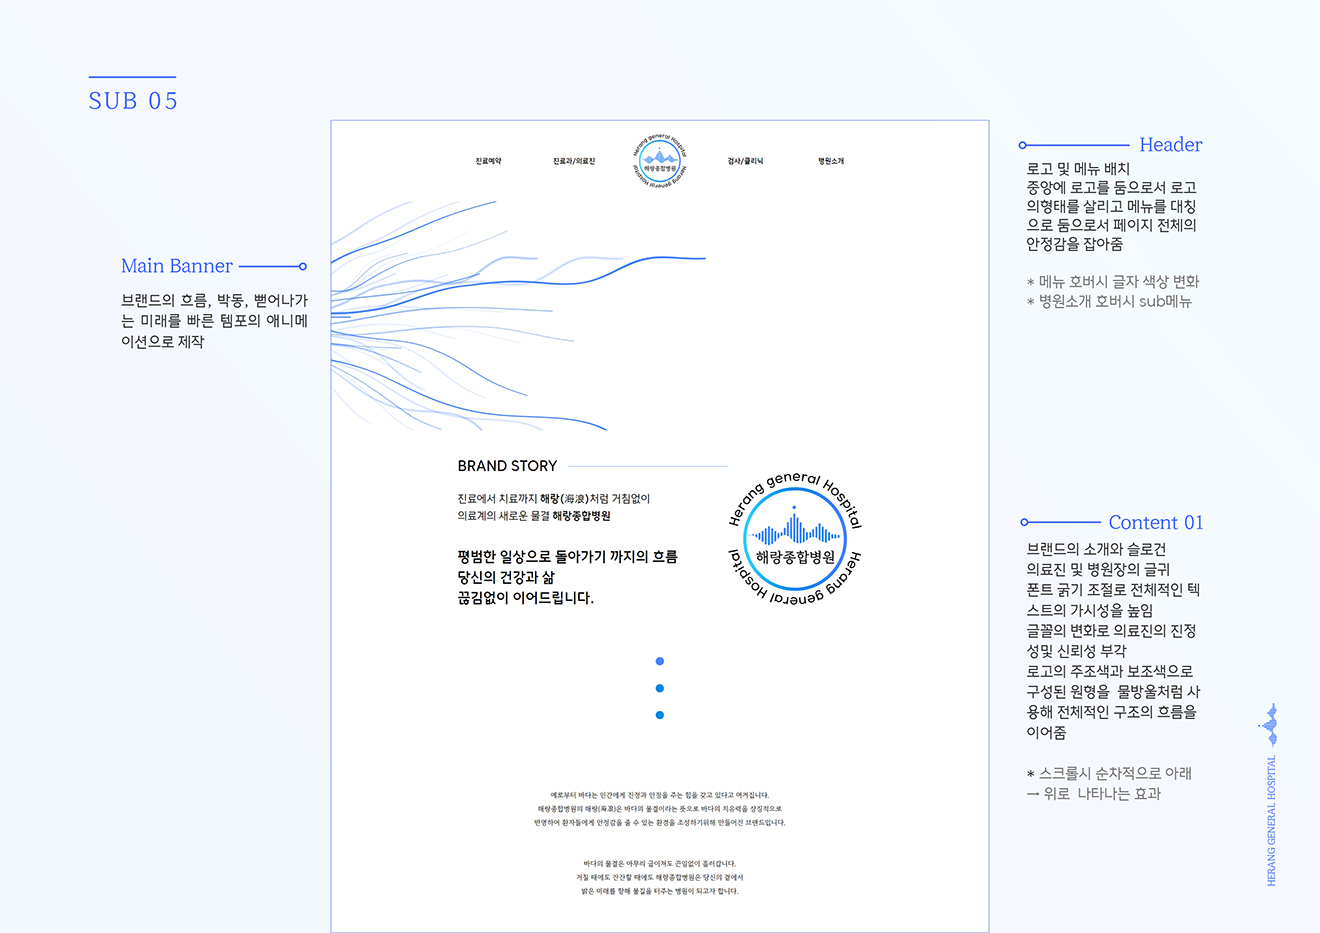 SUB 05
진료예약
진료과/의료진
Herang general Hospital
해랑종합병원
Herang general Hospital
검사/클리닉
병원소개
Header
로고 및 메뉴 배치
중앙에 로고를 둠으로서 로고
의형태를 살리고 메뉴를 대칭
으로 둠으로서 페이지 전체의
안정감을 잡아줌
* 메뉴 호버시 글자 색상 변화
* 병원소개 호버시 sub메뉴
Main Banner
브랜드의 흐름, 박동, 뻗어나가
는 미래를 빠른 템포의 애니메
이션으로 제작
BRAND STORY
진료에서 치료까지 해랑(海浪)처럼 거침없이
의료계의 새로운 물결 해랑종합병원
평범한 일상으로 돌아가기 까지의 흐름
당신의 건강과 삶
끊김없이 이어드립니다.
Herang general Hospital
해랑종합병원
Herang general Hospital
Content 01
브랜드의 소개와 슬로건
의료진 및 병원장의 글귀
폰트 굵기 조절로 전체적인 텍
스트의 가시성을 높임
글꼴의 변화로 의료진의 진정
성및 신뢰성 부각
로고의 주조색과 보조색으로
구성된 원형을 물방울처럼 사
용해 전체적인 구조의 흐름을
이어줌
* 스크롤시 순차적으로 아래
→ 위로 나타나는 효과
예로부터 바다는 인간에게 진정과 안정을 주는 힘을 갖고 있다고 여겨집니다.
해랑종합병원의 해랑(海浪)은 바다의 물결이라는 뜻으로 바다의 치유력을 상징적으로
반영하여 환자들에게 안정감을 줄 수 있는 환경을 조성하기위해 만들어진 브랜드입니다.
바다의 물결은 아무리 굽이쳐도 끈임없이 흘러갑니다.
거칠 때에도 잔잔할 때에도 해랑종합병원은 당신의 곁에서
밝은 미래를 향해 물길을 터주는 병원이 되고자 합니다.
HERANG GENERAL HOSPITAL